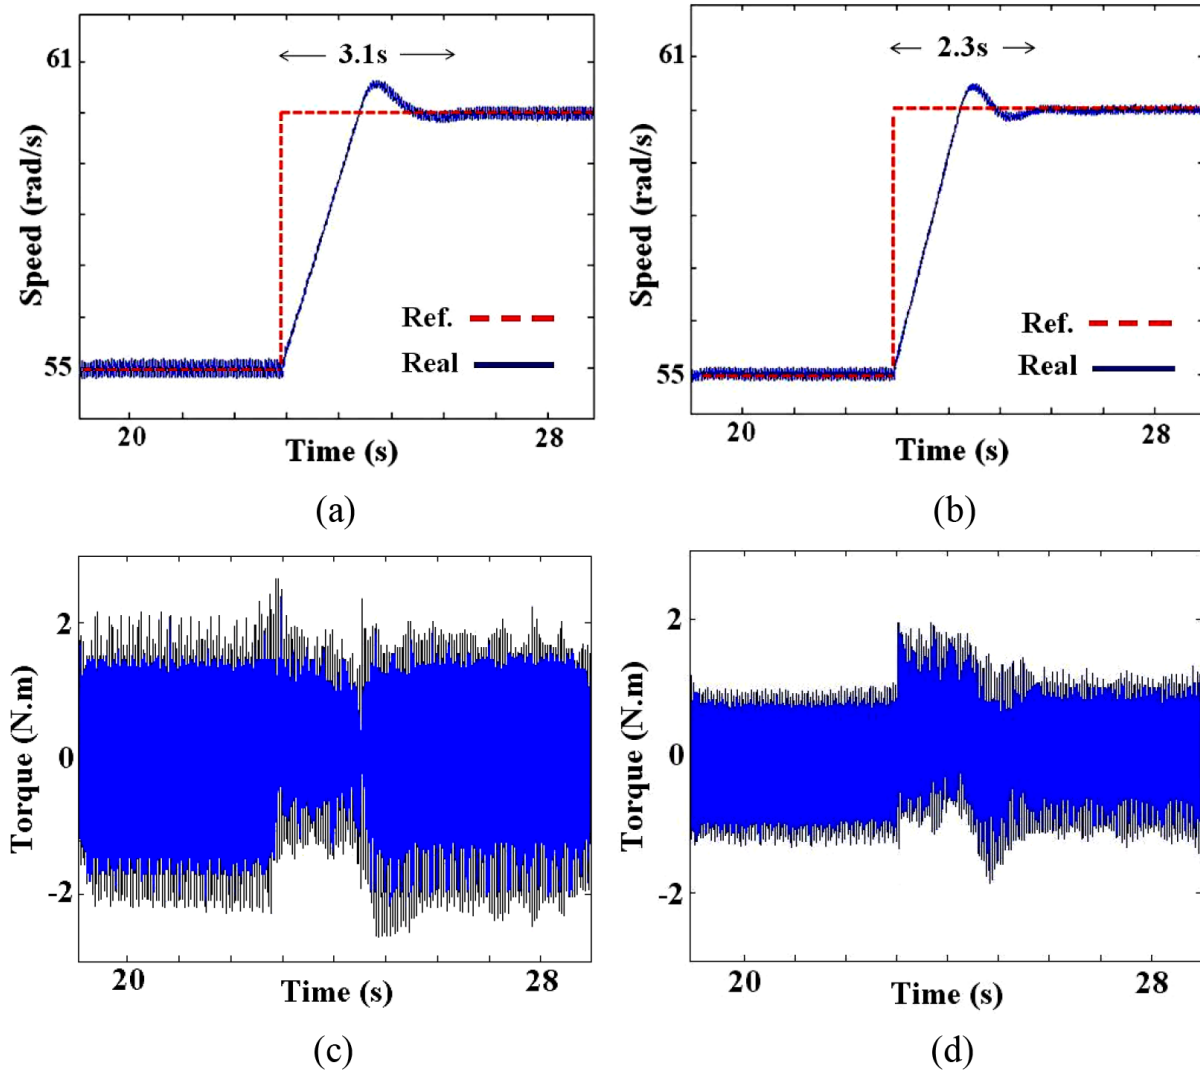 61
3.1s
Speed (rad/s)
Ref.
Real
55
20
28
Time (s)
(a)
61
2.3s
Speed (rad/s)
Ref.
Real
55
20
28
Time (s)
(b)
2
0
-2
Torque (N.m)
20
28
Time (s)
(c)
2
0
-2
Torque (N.m)
20
28
Time (s)
(d)